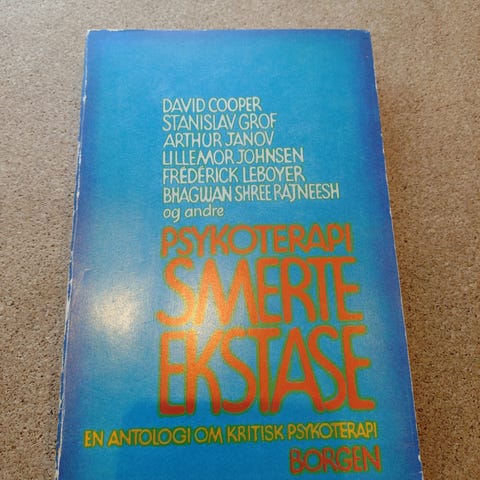 DAVID COOPER
STANISLAV GROF
ARTHUR JANOV
LILLEMOR JOHNSEN
FRÉDÉRICK LEBOYER
BHAGWAN SHREE RAJNEESH
og andre
PSYKOTERAPI
SMERTE
EKSTASE
EN ANTOLOGI OM KRITISK PSYKOTERAPI
BORGEN